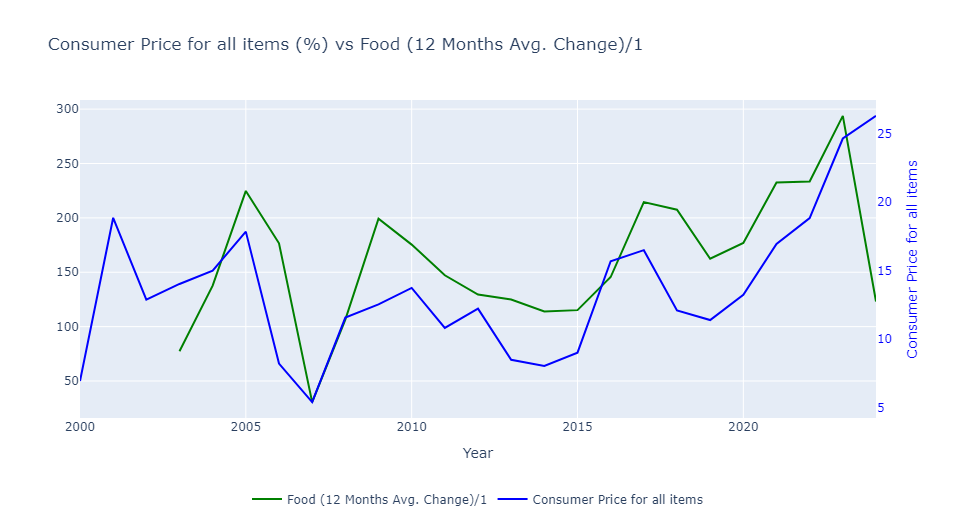 Consumer Price for all items (%) vs Food (12 Months Avg. Change)/1
300
250
200
150
100
50
25
20
15
10
5
Consumer Price for all items
2000 2005 2010 2015 2020
Year
Food (12 Months Avg. Change)/1 Consumer Price for all items